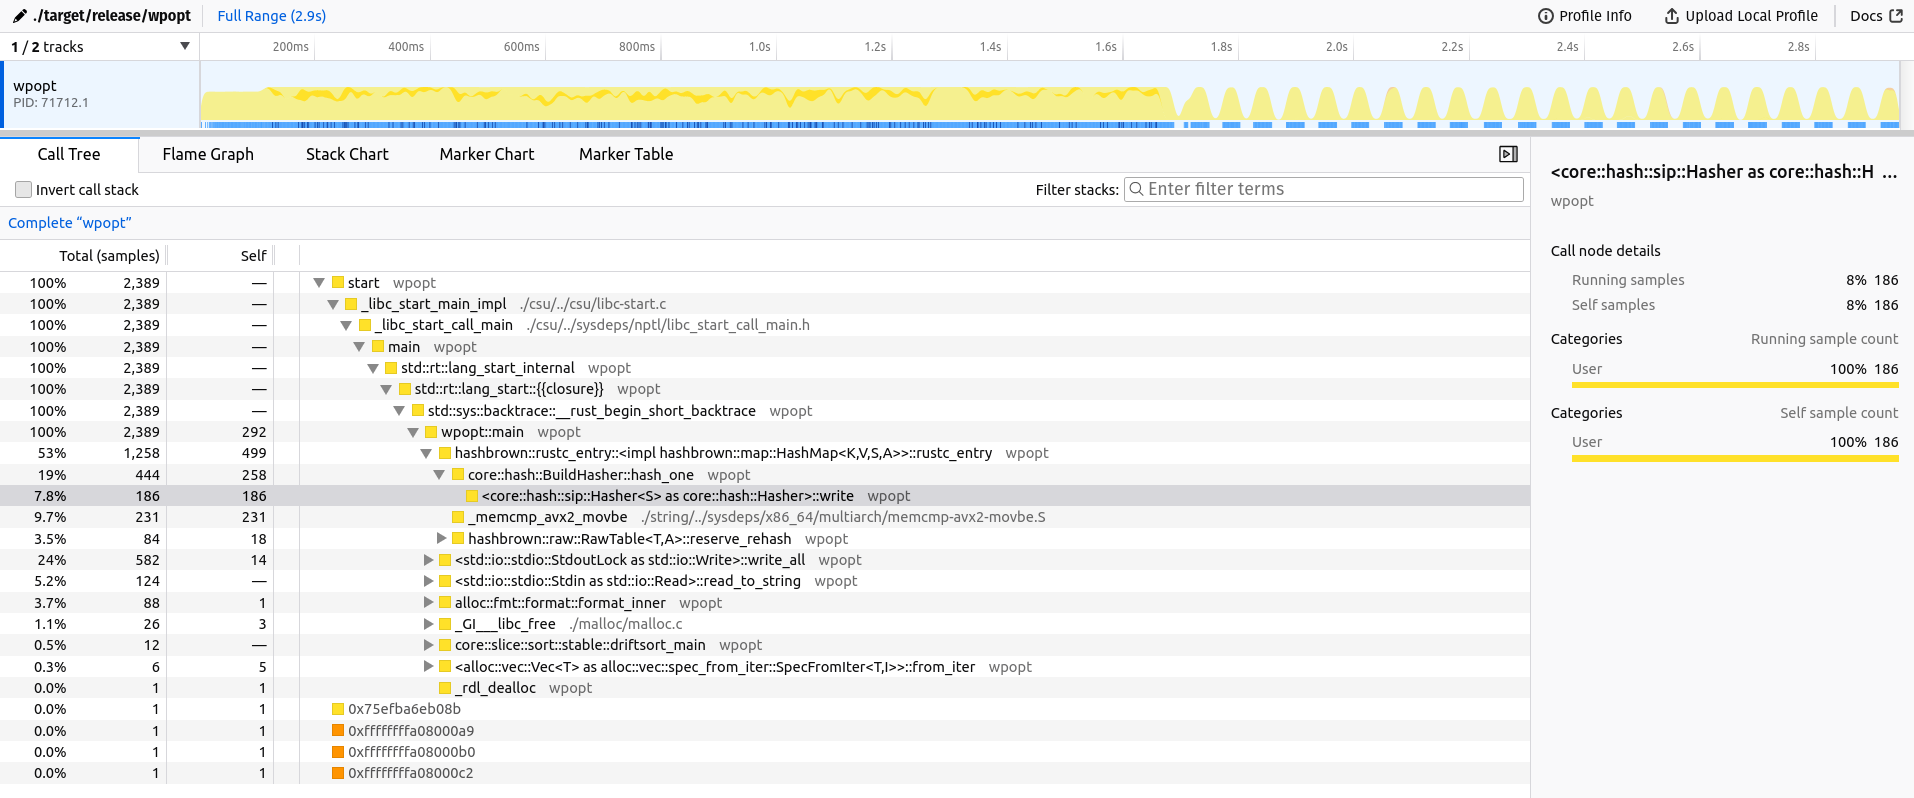 ./target/release/wpopt Full Range (2.9s) Profile Info Upload Local Profile Docs
1 / 2 tracks 200ms 400ms 600ms 800ms 1.0s 1.2s 1.4s 1.6s 1.8s 2.0s 2.2s 2.4s 2.6s 2.8s
wpopt
PID: 71712.1
Call Tree Flame Graph Stack Chart Marker Chart Marker Table
Invert call stack Filter stacks: Enter filter terms
Complete “wpopt”
Total (samples) Self
100% 2,389 — start wpopt
100% 2,389 — _libc_start_main_impl ./csu/../csu/libc-start.c
100% 2,389 — _libc_start_call_main ./csu/../sysdeps/nptl/libc_start_call_main.h
100% 2,389 — main wpopt
100% 2,389 — std::rt::lang_start_internal wpopt
100% 2,389 — std::rt::lang_start::{{closure}} wpopt
100% 2,389 — std::sys::backtrace::__rust_begin_short_backtrace wpopt
100% 2,389 292 wpopt::main wpopt
53% 1,258 499 hashbrown::rustc_entry::<impl hashbrown::map::HashMap<K,V,S,A>>::rustc_entry wpopt
19% 444 258 core::hash::BuildHasher::hash_one wpopt
7.8% 186 186 <core::hash::sip::Hasher<S> as core::hash::Hasher>::write wpopt
9.7% 231 231 _memcmp_avx2_movbe ./string/../sysdeps/x86_64/multiarch/memcmp-avx2-movbe.S
3.5% 84 18 hashbrown::raw::RawTable<T,A>::reserve_rehash wpopt
24% 582 14 <std::io::stdio::StdoutLock as std::io::Write>::write_all wpopt
5.2% 124 — <std::io::stdio::Stdin as std::io::Read>::read_to_string wpopt
3.7% 88 1 alloc::fmt::format::format_inner wpopt
1.1% 26 3 _GI___libc_free ./malloc/malloc.c
0.5% 12 — core::slice::sort::stable::driftsort_main wpopt
0.3% 6 5 <alloc::vec::Vec<T> as alloc::vec::spec_from_iter::SpecFromIter<T,I>>::from_iter wpopt
0.0% 1 1 _rdl_dealloc wpopt
0.0% 1 1 0x75efba6eb08b
0.0% 1 1 0xffffffffa08000a9
0.0% 1 1 0xffffffffa08000b0
0.0% 1 1 0xffffffffa08000c2
<core::hash::sip::Hasher as core::hash::H ...
wpopt
Call node details
Running samples 8% 186
Self samples 8% 186
Categories Running sample count
User 100% 186
Categories Self sample count
User 100% 186